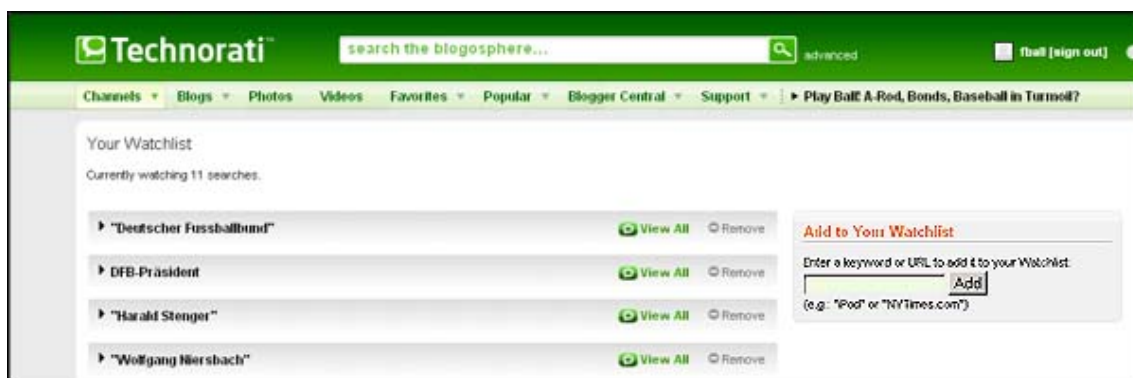 Technorati™
search the blogosphere...
advanced
fball [sign out]
Channels Blogs Photos Videos Favorites Popular Blogger Central Support Play Ball: A-Rod, Bonds, Baseball in Turmoil?
Your Watchlist
Currently watching 11 searches.
"Deutscher Fussballbund" View All Remove
DFB-Präsident View All Remove
"Harald Stenger" View All Remove
"Wolfgang Niersbach" View All Remove
Add to Your Watchlist
Enter a keyword or URL to add it to your Watchlist:
Add
(e.g.: "iPod" or "NYTimes.com")